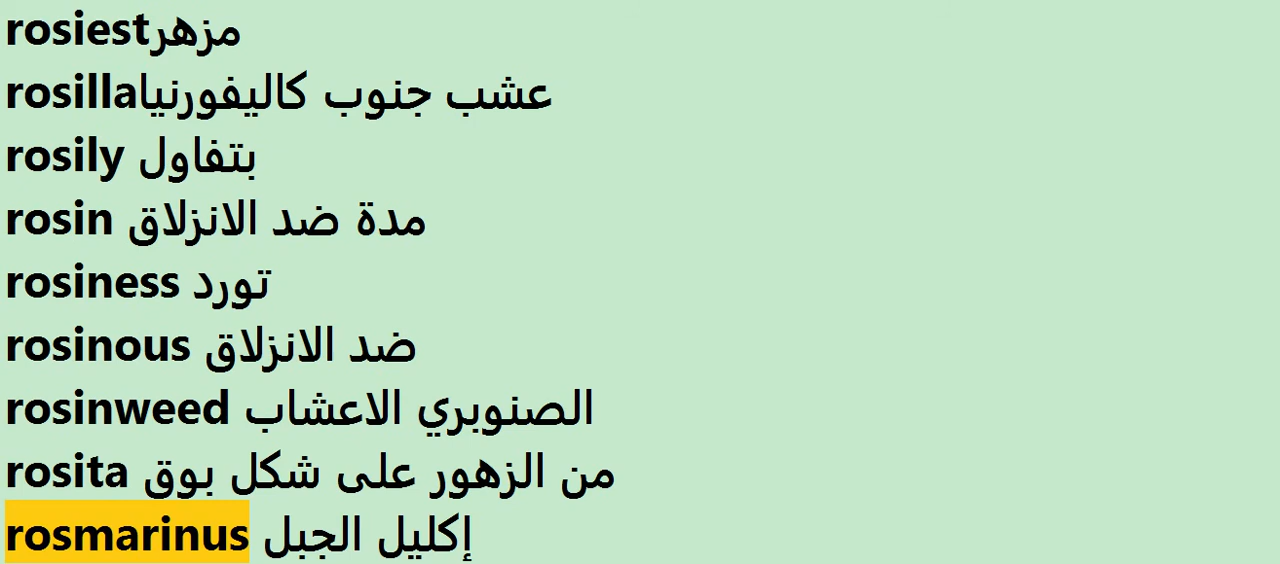 rosiestمزهر
rosillaعشب جنوب كاليفورنيا
rosily بتفاول
rosin مدة ضد الانزلاق
rosiness تورد
rosinous ضد الانزلاق
rosinweed الصنوبري الاعشاب
rosita من الزهور على شكل بوق
rosmarinus إكليل الجبل